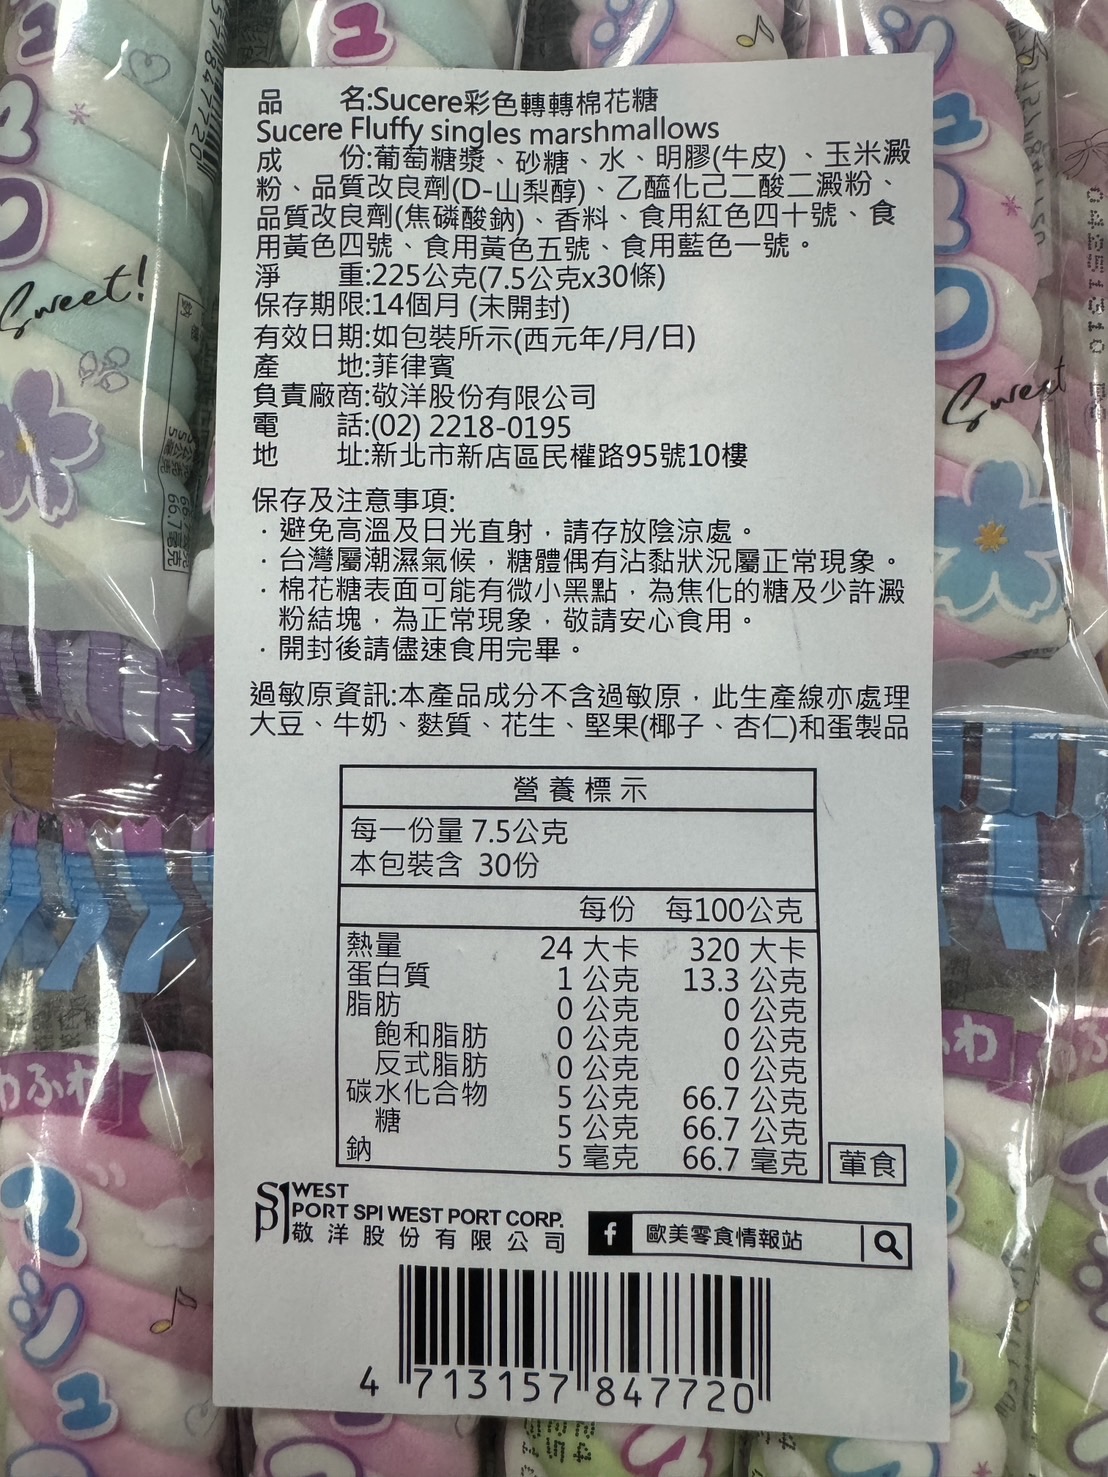 品 名:Sucere彩色轉轉棉花糖
Sucere Fluffy singles marshmallows
成 份:葡萄糖漿、砂糖、水、明膠(牛皮)、玉米澱
粉、品質改良劑(D-山梨醇)、乙醯化己二酸二澱粉、
品質改良劑(焦磷酸鈉)、香料、食用紅色四十號、食
用黃色四號、食用黃色五號、食用藍色一號。
淨 重:225公克(7.5公克x30條)
保存期限:14個月 (未開封)
有效日期:如包裝所示(西元年/月/日)
產 地:菲律賓
負責廠商:敬洋股份有限公司
電 話:(02) 2218-0195
地 址:新北市新店區民權路95號10樓
保存及注意事項:
· 避免高溫及日光直射，請存放陰涼處。
· 台灣屬潮濕氣候，糖體偶有沾黏狀況屬正常現象。
· 棉花糖表面可能有微小黑點，為焦化的糖及少許澱
粉結塊，為正常現象，敬請安心食用。
· 開封後請儘速食用完畢。
過敏原資訊:本產品成分不含過敏原，此生產線亦處理
大豆、牛奶、麩質、花生、堅果(椰子、杏仁)和蛋製品
營養標示
每一份量 7.5公克
本包裝含 30份
每份 每100公克
熱量 24 大卡 320 大卡
蛋白質 1 公克 13.3 公克
脂肪 0 公克 0 公克
飽和脂肪 0 公克 0 公克
反式脂肪 0 公克 0 公克
碳水化合物 5 公克 66.7 公克
糖 5 公克 66.7 公克
鈉 5 毫克 66.7 毫克
葷食
WEST
PORT SPI WEST PORT CORP.
敬洋股份有限公司
f 歐美零食情報站
4 713157 847720
Sweet!
Sweet
わふわ
わ